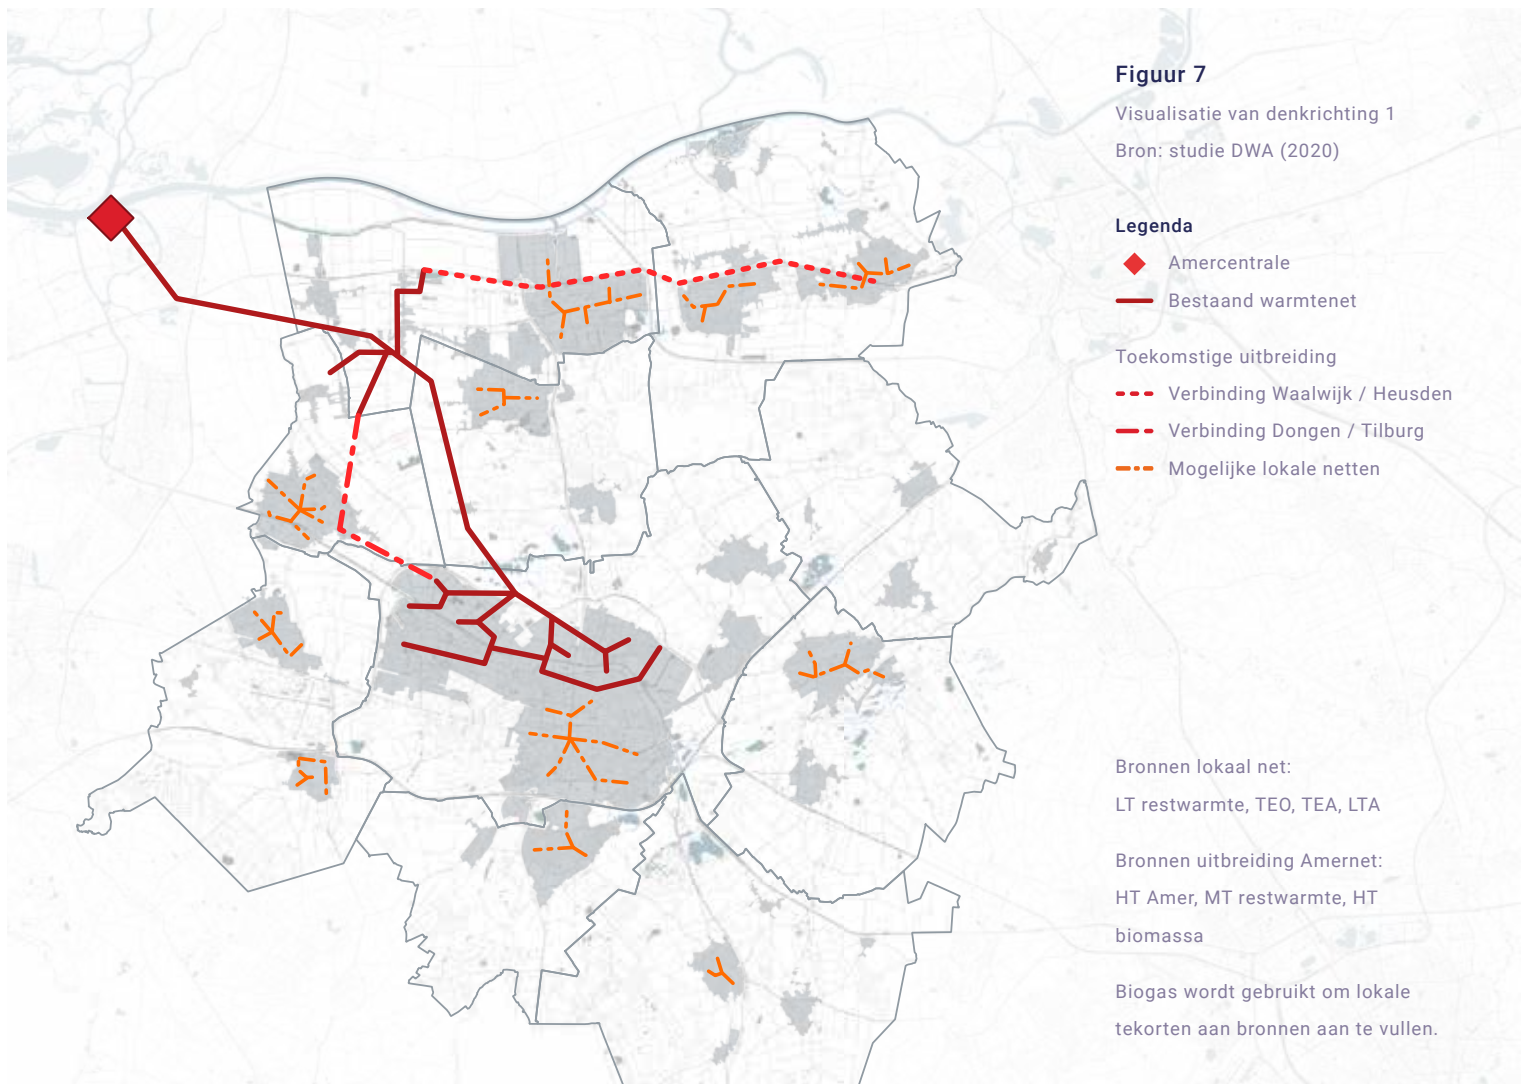 Figuur 7
Visualisatie van denkrichting 1
Bron: studie DWA (2020)
Legenda
Amercentrale
Bestaand warmtenet
Toekomstige uitbreiding
Verbinding Waalwijk / Heusden
Verbinding Dongen / Tilburg
Mogelijke lokale netten
Bronnen lokaal net:
LT restwarmte, TEO, TEA, LTA
Bronnen uitbreiding Amernet:
HT Amer, MT restwarmte, HT
biomassa
Biogas wordt gebruikt om lokale
tekorten aan bronnen aan te vullen.